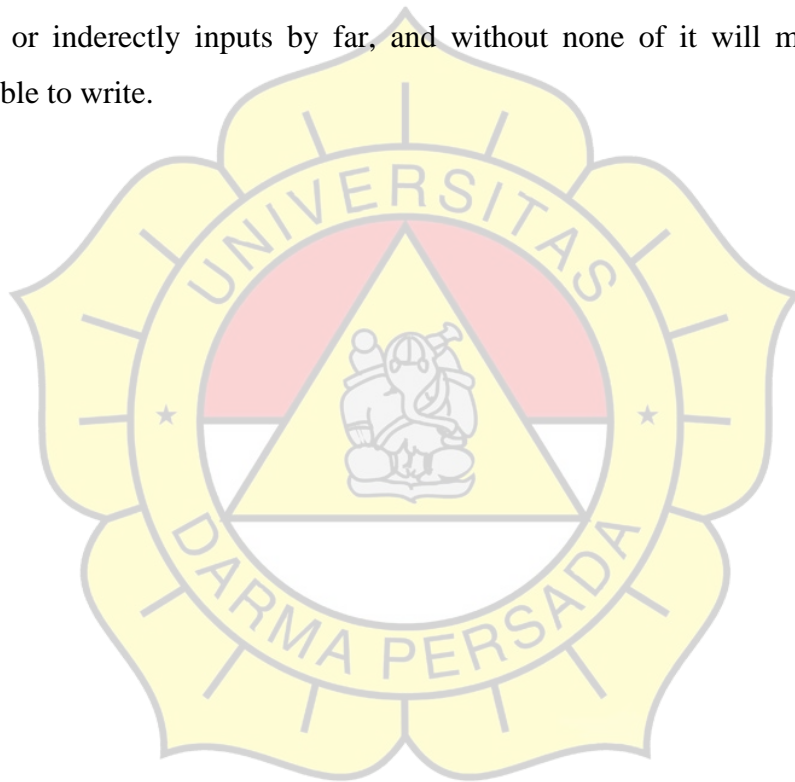 or inderectly inputs by far, and without none of it will m
ble to write.
UNIVERSITAS
DARMA PERSADA